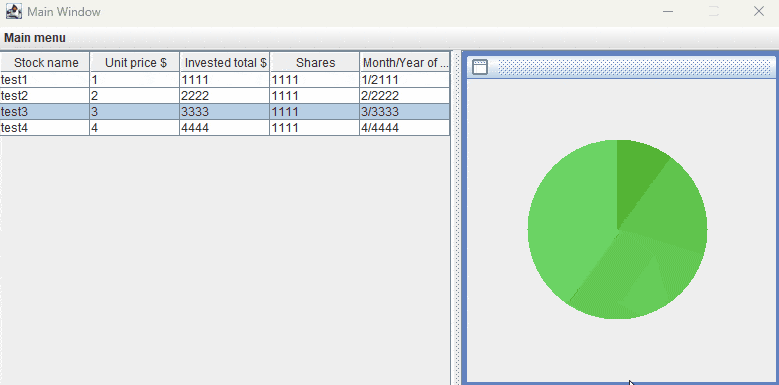 Main Window
Main menu
Stock name Unit price $ Invested total $ Shares Month/Year of ...
test1 1 1111 1111 1/2111
test2 2 2222 1111 2/2222
test3 3 3333 1111 3/3333
test4 4 4444 1111 4/4444